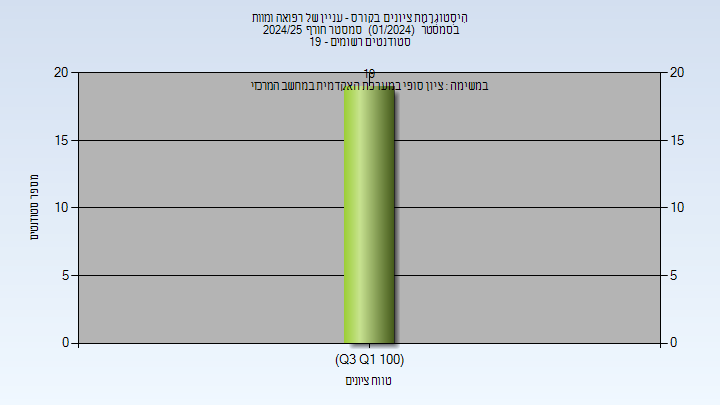 היסטוגרמת ציונים בקורס - עניין של רפואה ומוות
בסמסטר (01/2024) סמסטר חורף 2024/25
סטודנטים רשומים - 19
19
במשימה : ציון סופי במערכת האקדמית במחשב המרכזי
20
15
10
5
0
20
15
10
5
0
מספר סטודנטים
(Q3 Q1 100)
טווח ציונים